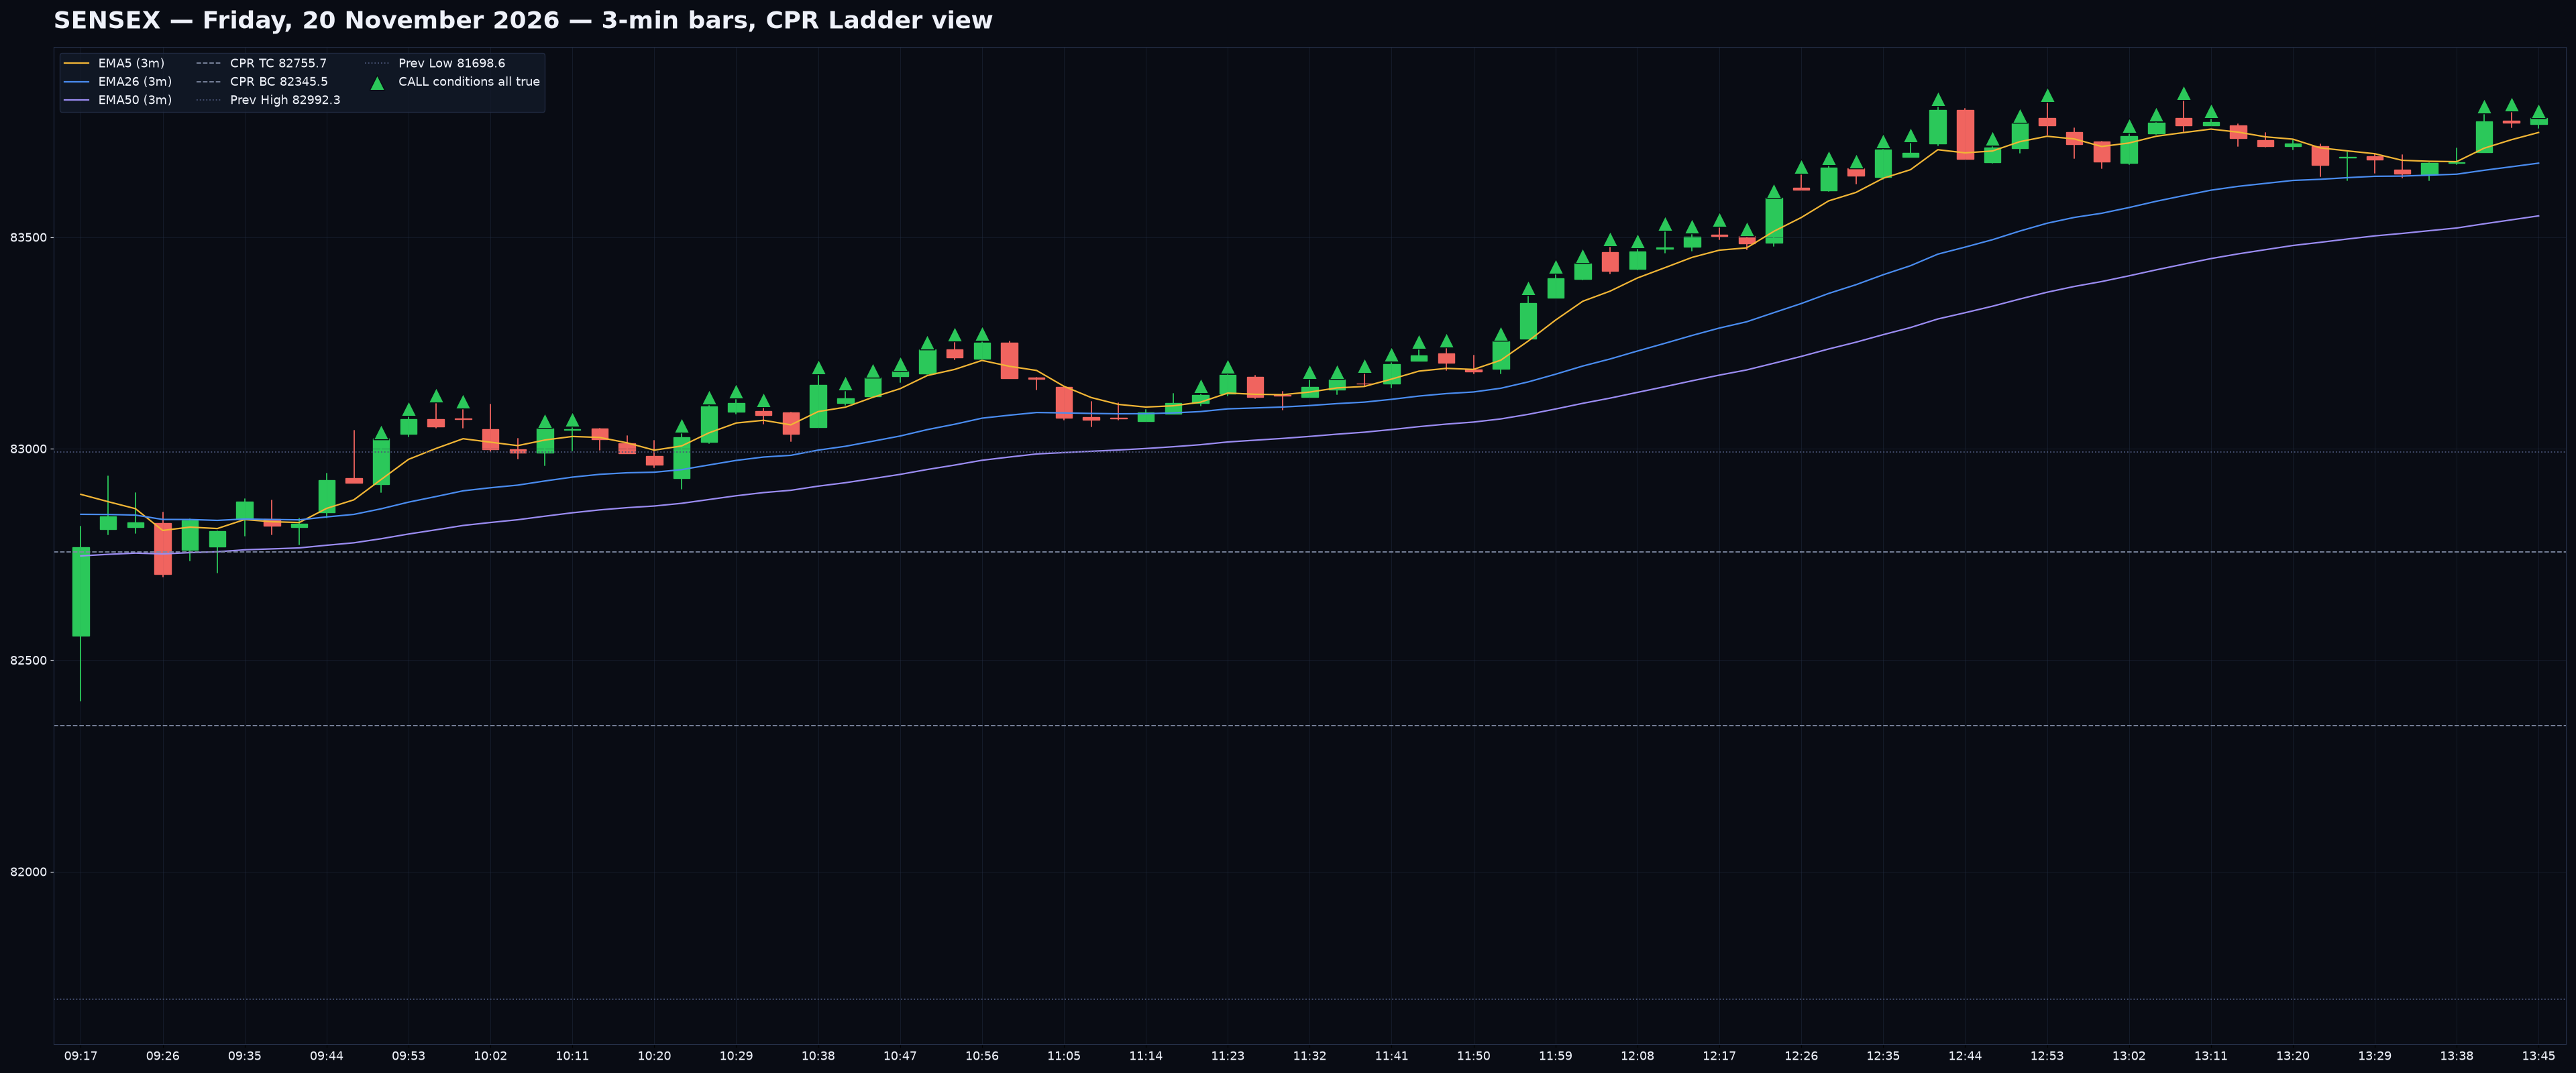 SENSEX — Friday, 20 November 2026 — 3-min bars, CPR Ladder view
EMA5 (3m)
EMA26 (3m)
EMA50 (3m)
CPR TC 82755.7
CPR BC 82345.5
Prev High 82992.3
Prev Low 81698.6
CALL conditions all true
83500
83000
82500
82000
09:17 09:26 09:35 09:44 09:53 10:02 10:11 10:20 10:29 10:38 10:47 10:56 11:05 11:14 11:23 11:32 11:41 11:50 11:59 12:08 12:17 12:26 12:35 12:44 12:53 13:02 13:11 13:20 13:29 13:38 13:45